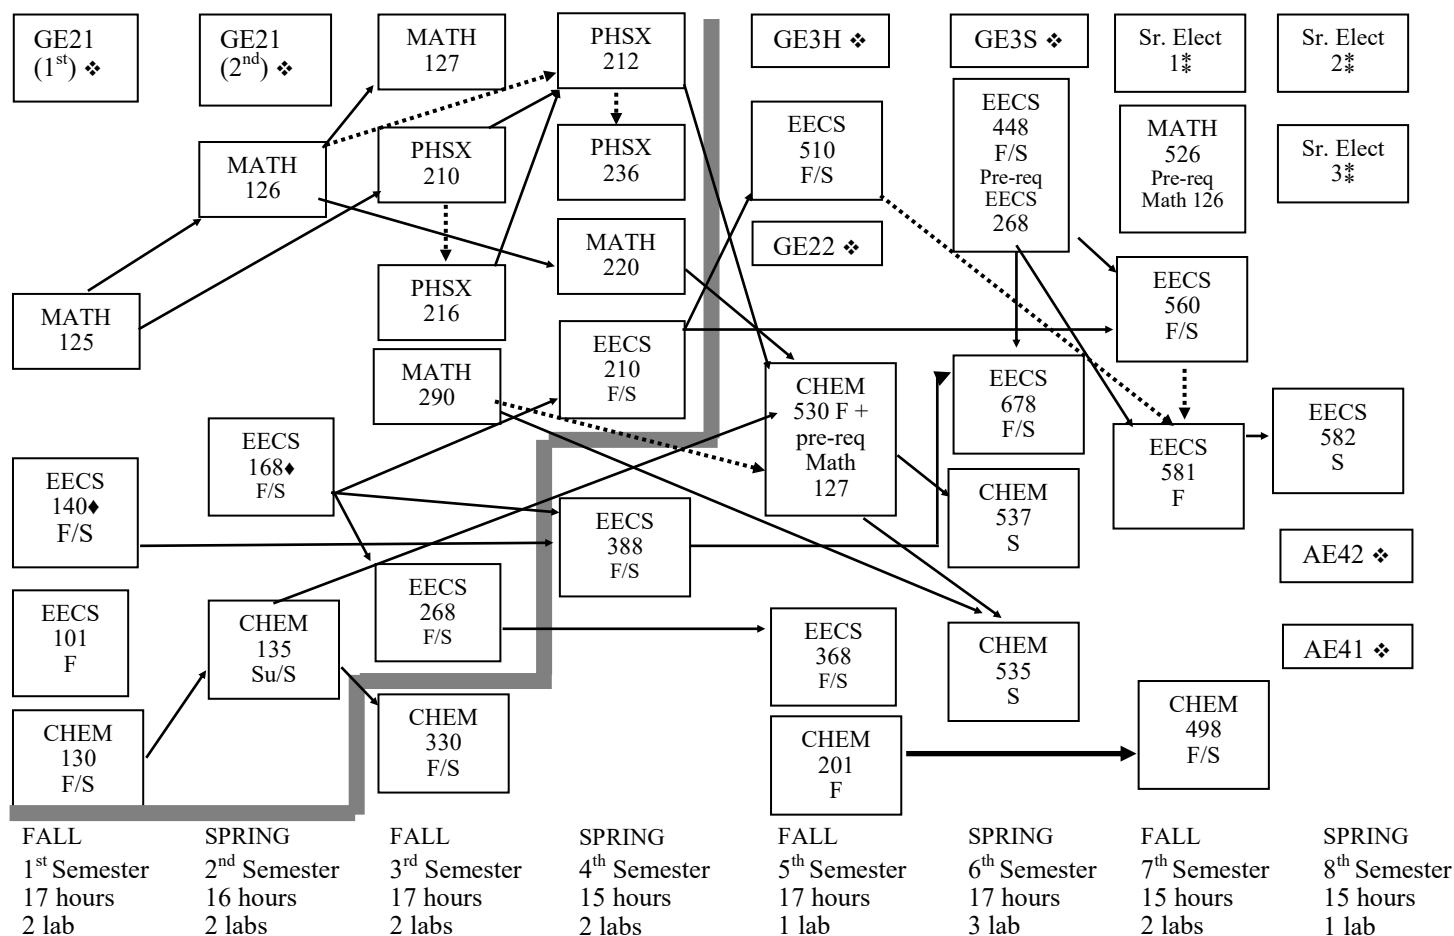 GE21
(1st) ❖
GE21
(2nd) ❖
MATH
127
PHSX
212
GE3H ❖
GE3S ❖
Sr. Elect
1⁑
Sr. Elect
2⁑
MATH
126
PHSX
210
PHSX
236
EECS
510
F/S
EECS
448
F/S
Pre-req
EECS
268
MATH
526
Pre-req
Math 126
Sr. Elect
3⁑
MATH
125
PHSX
216
MATH
220
GE22 ❖
EECS
560
F/S
MATH
290
EECS
210
F/S
CHEM
530 F +
pre-req
Math
127
EECS
678
F/S
EECS
582
S
EECS
140♦
F/S
EECS
168♦
F/S
EECS
388
F/S
CHEM
537
S
EECS
581
F
AE42 ❖
EECS
101
F
CHEM
135
Su/S
EECS
268
F/S
EECS
368
F/S
CHEM
535
S
AE41 ❖
CHEM
130
F/S
CHEM
330
F/S
CHEM
201
F
CHEM
498
F/S
FALL
1st Semester
17 hours
2 lab
SPRING
2nd Semester
16 hours
2 labs
FALL
3rd Semester
17 hours
2 labs
SPRING
4th Semester
15 hours
2 labs
FALL
5th Semester
17 hours
1 lab
SPRING
6th Semester
17 hours
3 lab
FALL
7th Semester
15 hours
2 labs
SPRING
8th Semester
15 hours
1 lab